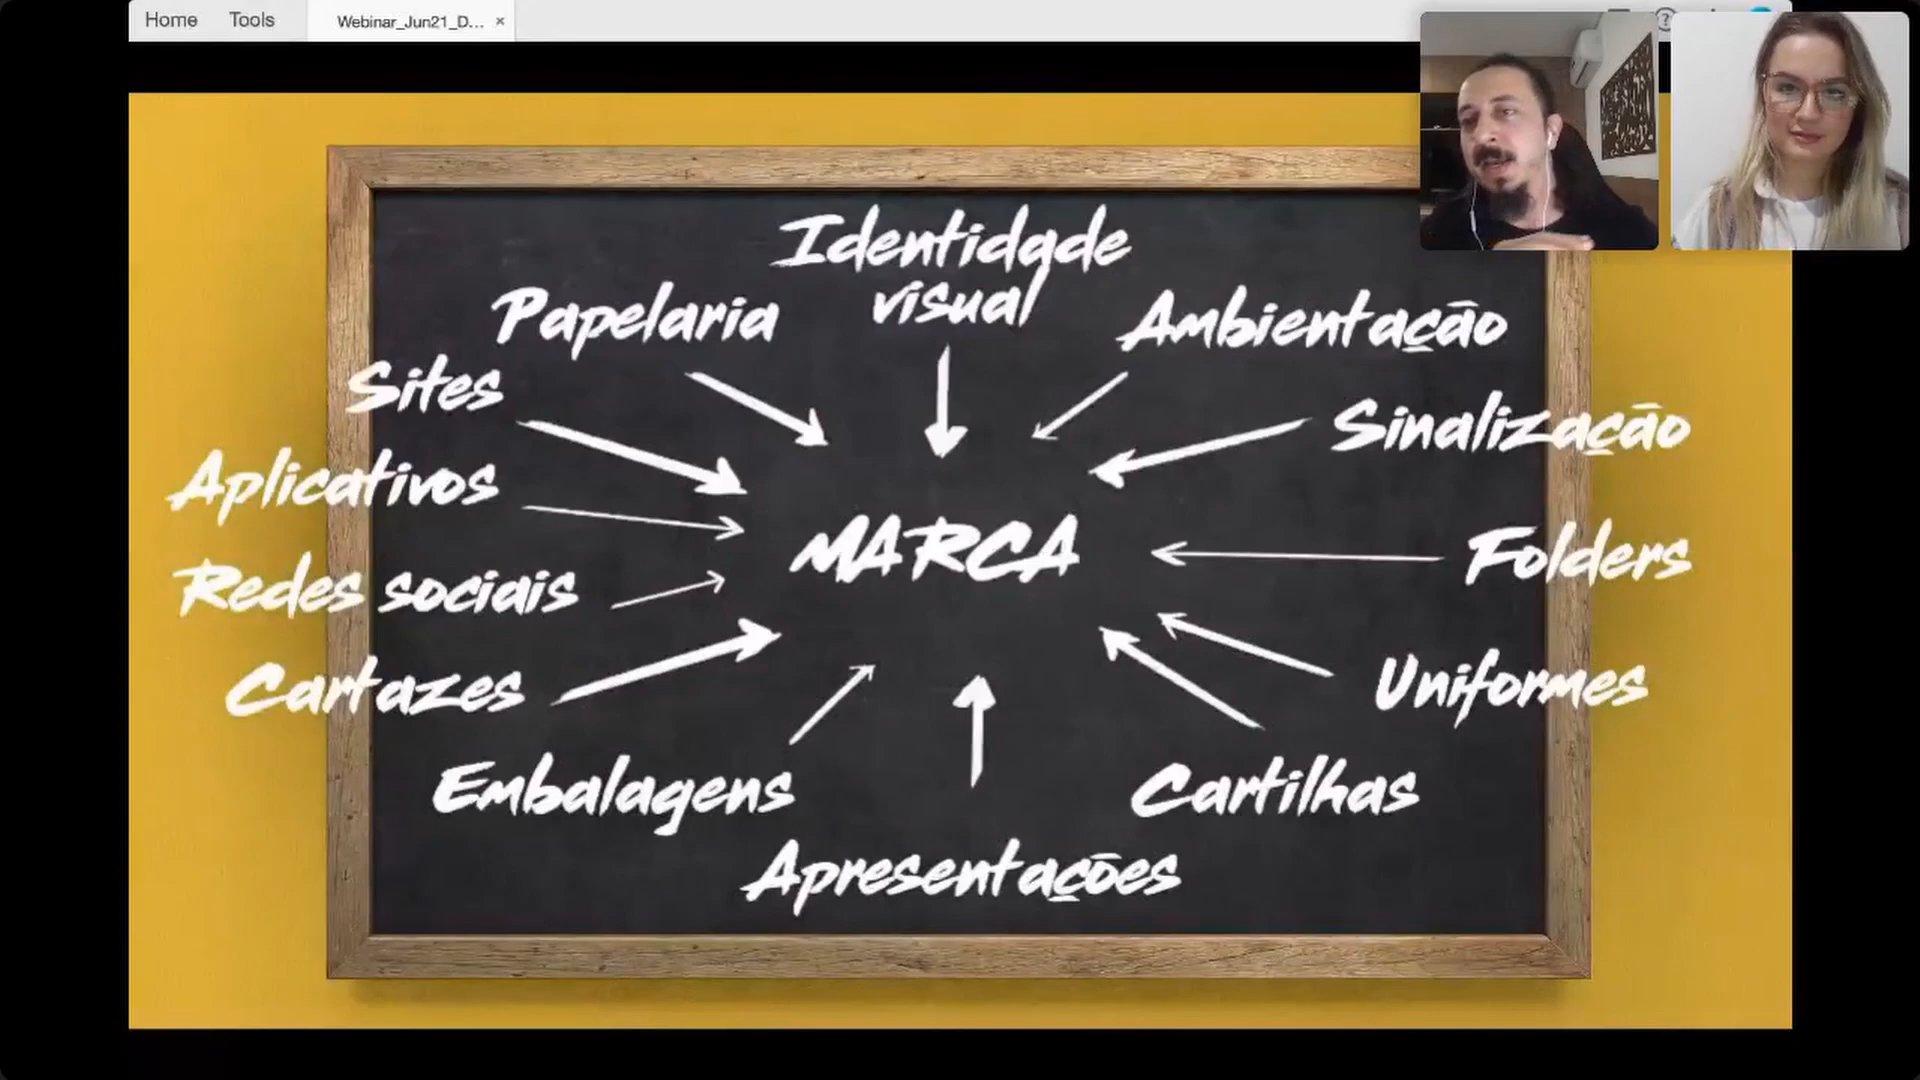 Home Tools Webinar_Jun21_D... ×
Identidade
visual
Papelaria
Ambientação
Sites
Sinalização
Aplicativos
MARCA
Folders
Redes sociais
Cartazes
Uniformes
Embalagens
Cartilhas
Apresentações